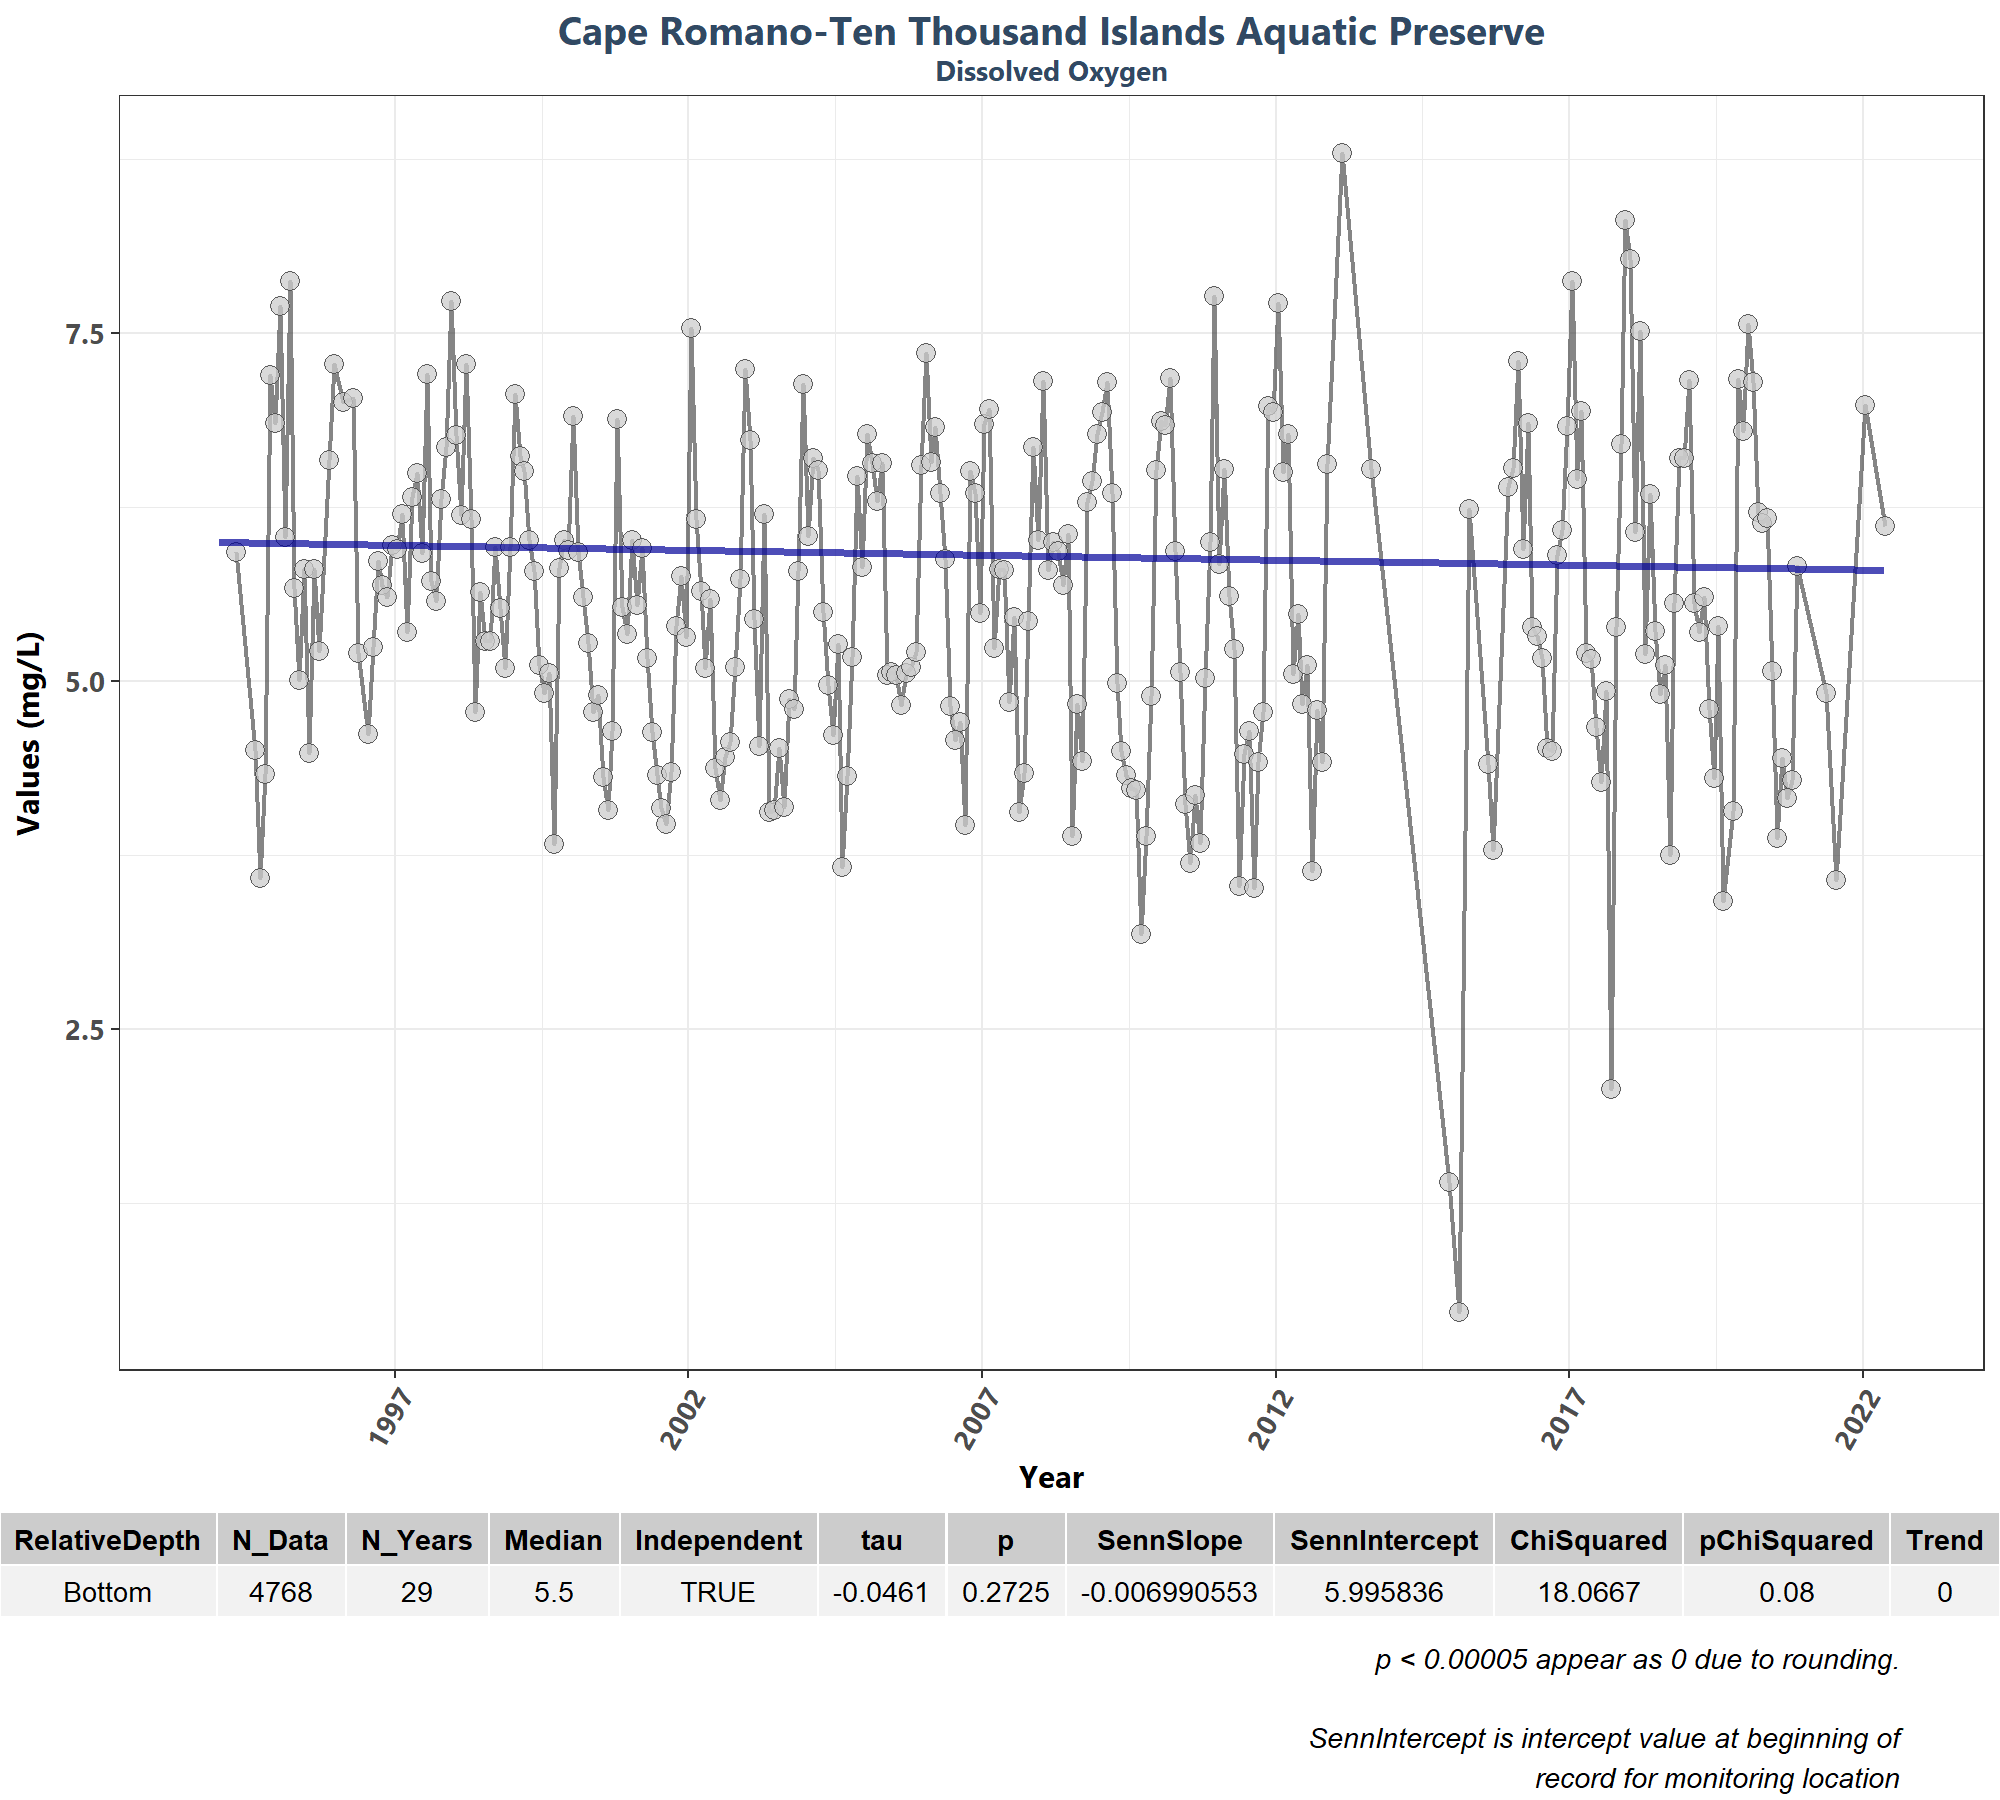 Cape Romano-Ten Thousand Islands Aquatic Preserve
Dissolved Oxygen
Values (mg/L)
7.5
5.0
2.5
1997
2002
2007
2012
2017
2022
Year
RelativeDepth N_Data N_Years Median Independent tau p SennSlope SennIntercept ChiSquared pChiSquared Trend
Bottom 4768 29 5.5 TRUE -0.0461 0.2725 -0.006990553 5.995836 18.0667 0.08 0
p < 0.00005 appear as 0 due to rounding.
SennIntercept is intercept value at beginning of
record for monitoring location